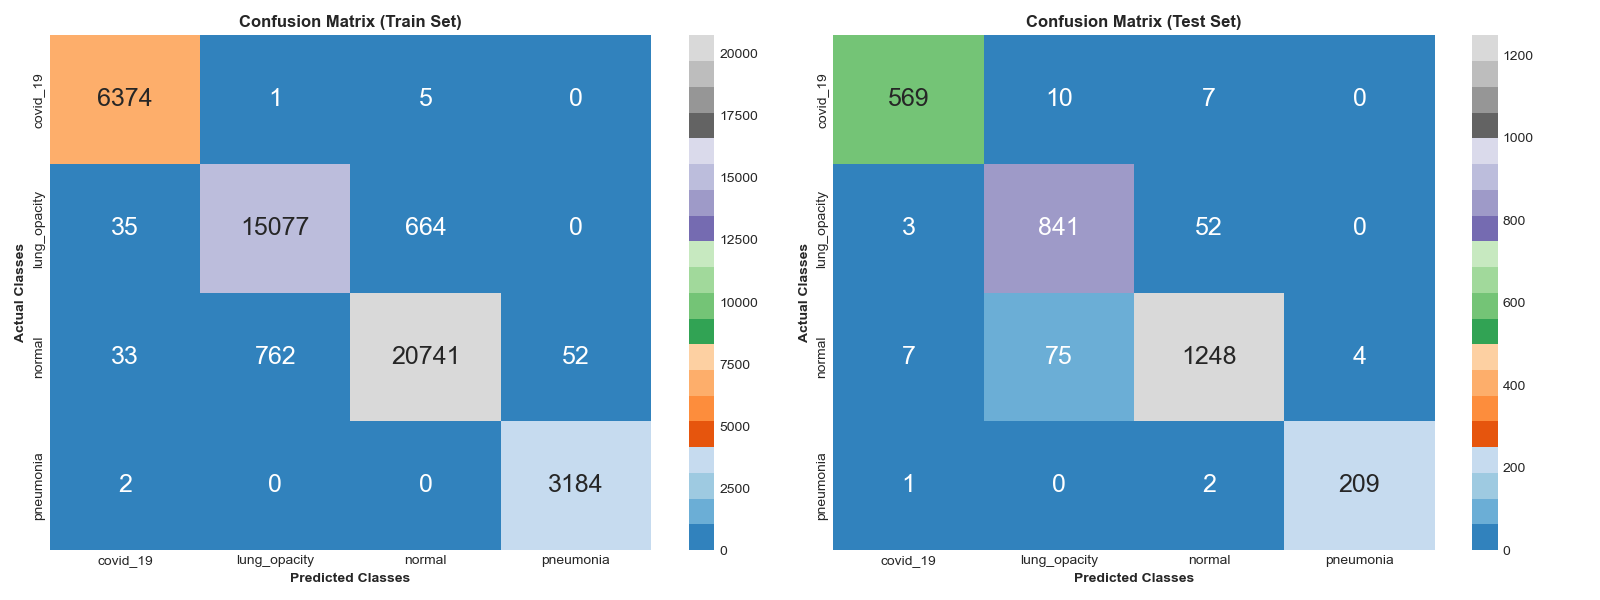 Confusion Matrix (Train Set)
Actual Classes
covid_19
6374 1 5 0
lung_opacity
35 15077 664 0
normal
33 762 20741 52
pneumonia
2 0 0 3184
covid_19 lung_opacity normal pneumonia
Predicted Classes
20000
17500
15000
12500
10000
7500
5000
2500
0
Confusion Matrix (Test Set)
Actual Classes
covid_19
569 10 7 0
lung_opacity
3 841 52 0
normal
7 75 1248 4
pneumonia
1 0 2 209
covid_19 lung_opacity normal pneumonia
Predicted Classes
1200
1000
800
600
400
200
0